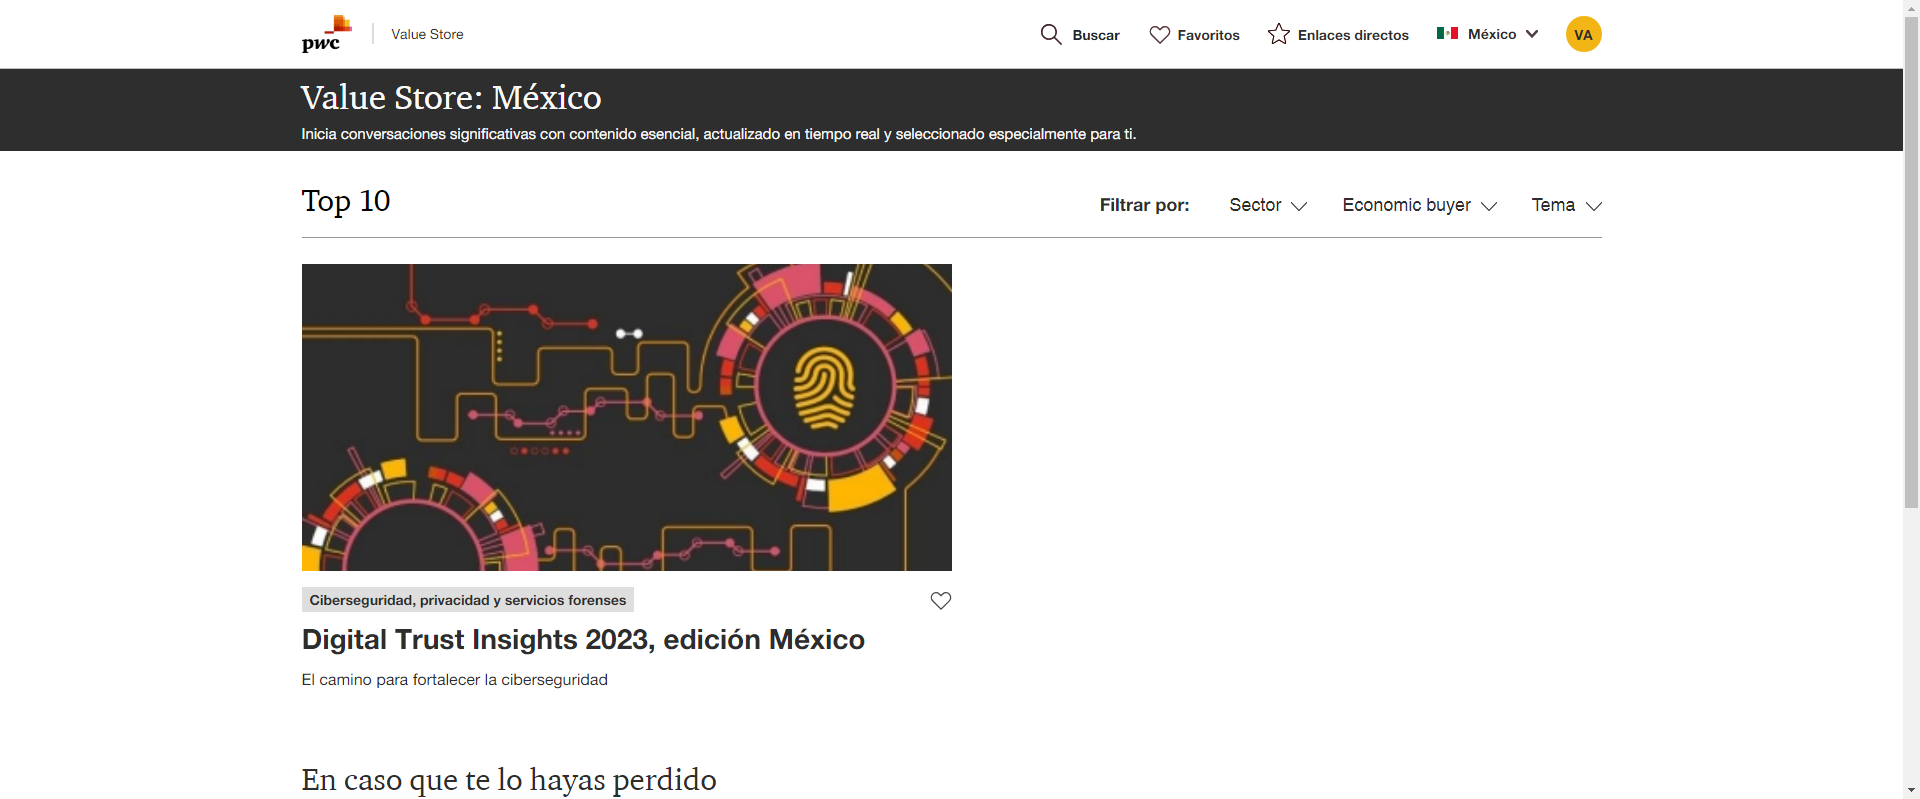 pwc
Value Store
Buscar
Favoritos
Enlaces directos
México
VA
Value Store: México
Inicia conversaciones significativas con contenido esencial, actualizado en tiempo real y seleccionado especialmente para ti.
Top 10
Filtrar por:
Sector
Economic buyer
Tema
Ciberseguridad, privacidad y servicios forenses
Digital Trust Insights 2023, edición México
El camino para fortalecer la ciberseguridad
En caso que te lo hayas perdido